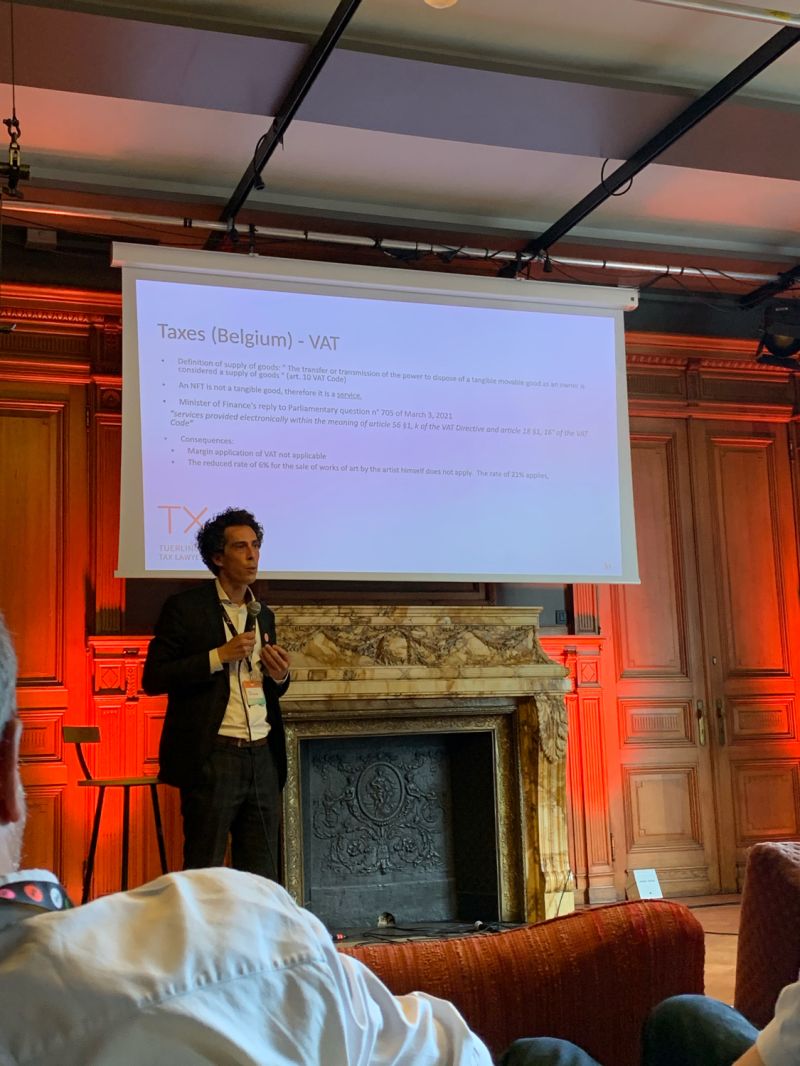 Taxes (Belgium) - VAT
• Definition of supply of goods: " The transfer or transmission of the power to dispose of a tangible movable good as an owner is
considered a supply of goods " (art. 10 VAT Code)
• An NFT is not a tangible good, therefore it is a service.
• Minister of Finance's reply to Parliamentary question n° 705 of March 3, 2021
"services provided electronically within the meaning of article 56 §1, k of the VAT Directive and article 18 §1, 16° of the VAT
Code"
• Consequences:
• Margin application of VAT not applicable
• The reduced rate of 6% for the sale of works of art by the artist himself does not apply. The rate of 21% applies.
TX
TUERLIN
TAX LAWY